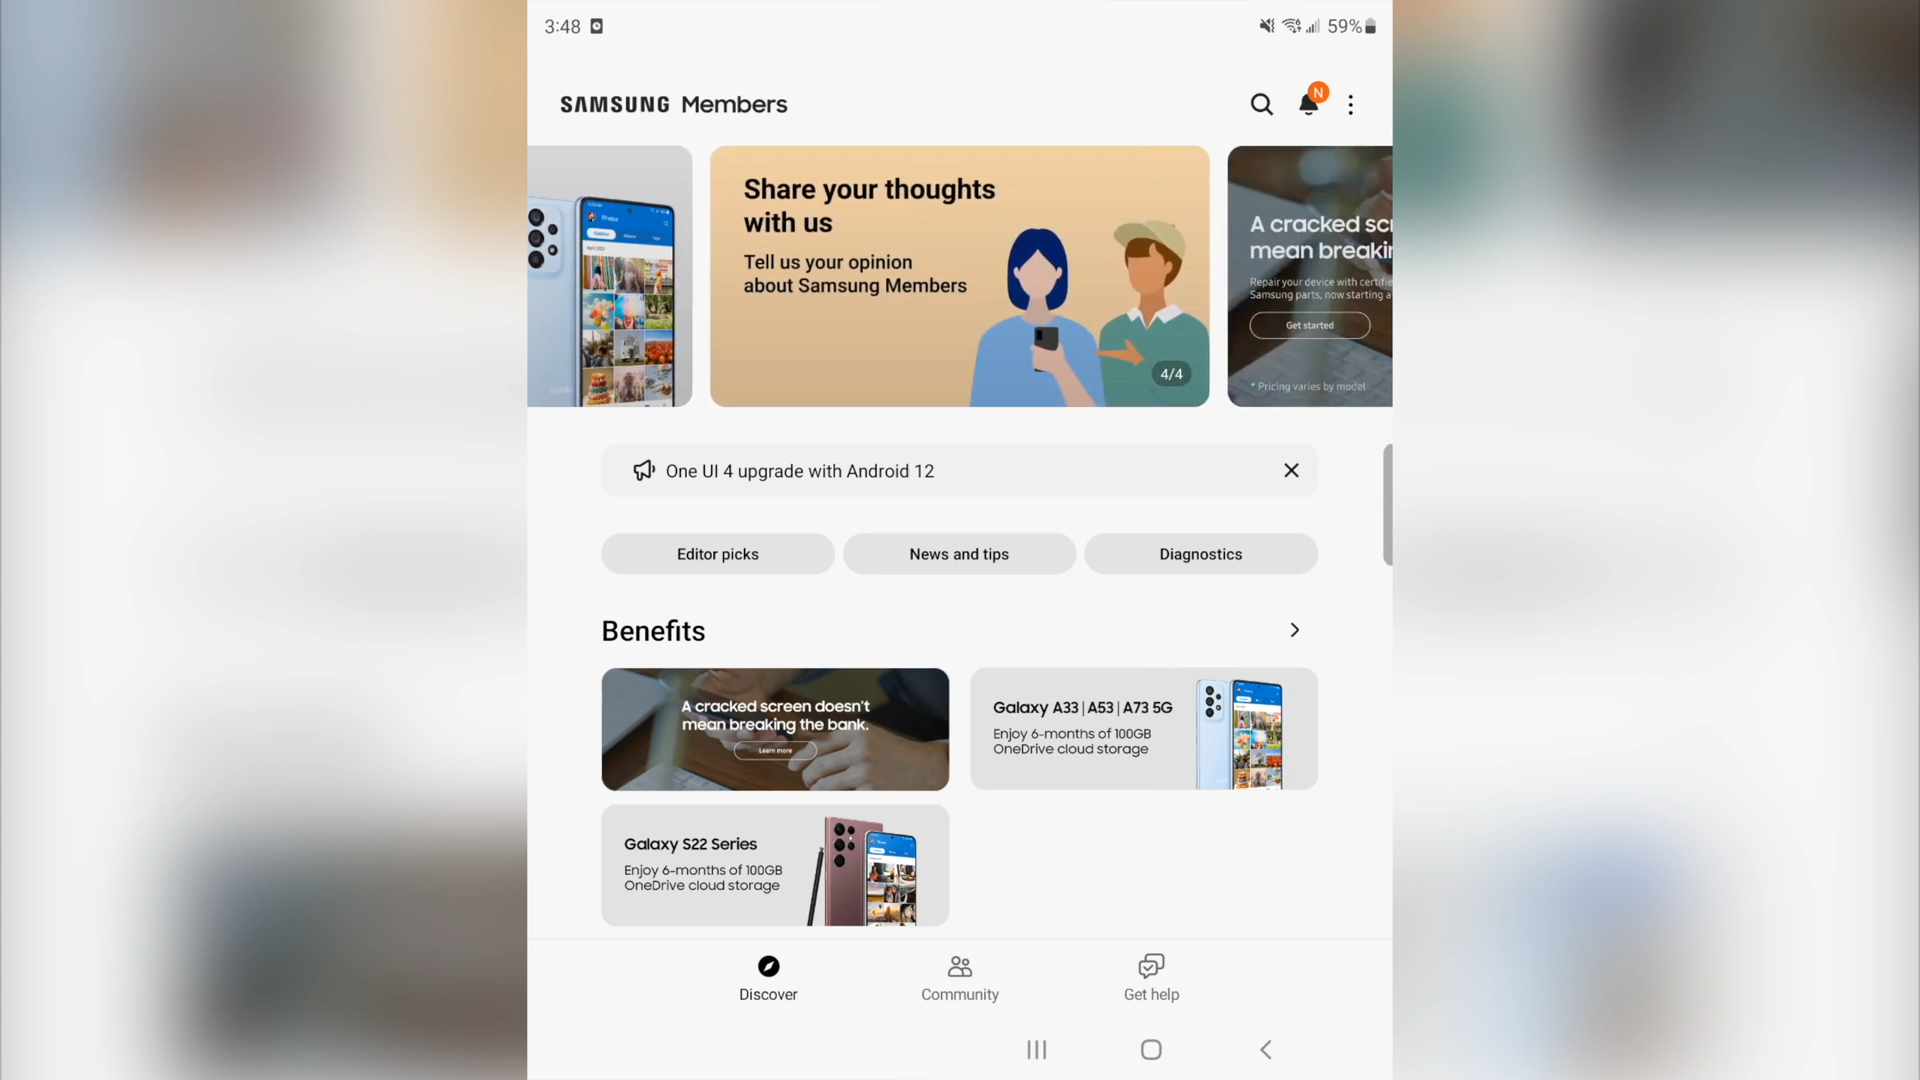 3:48
59%
SAMSUNG Members
N
Photos
Share your thoughts
with us
Tell us your opinion
about Samsung Members
4/4
A cracked scr
mean breakin
Repair your device with certifie
Samsung parts, now starting a
Get started
* Pricing varies by model
One UI 4 upgrade with Android 12
Editor picks
News and tips
Diagnostics
Benefits
A cracked screen doesn't
mean breaking the bank.
Learn more
Galaxy A33 | A53 | A73 5G
Enjoy 6-months of 100GB
OneDrive cloud storage
Galaxy S22 Series
Enjoy 6-months of 100GB
OneDrive cloud storage
Discover
Community
Get help